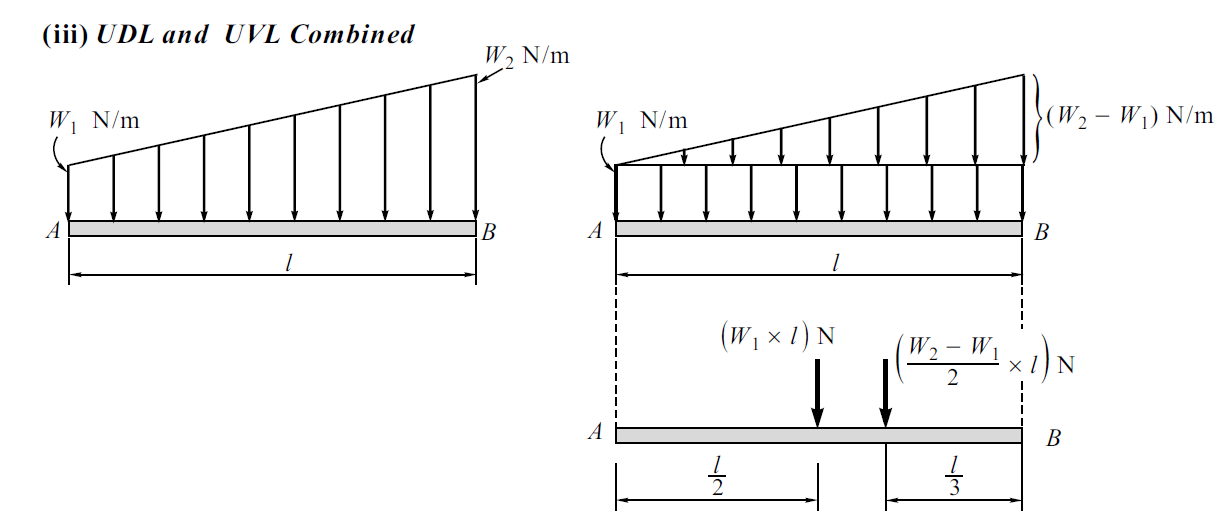 (iii) UDL and UVL Combined
W₂ N/m
W₁ N/m
A
B
l
W₁ N/m
(W₂ − W₁) N/m
A
B
l
(W₁ × l) N
((W₂ − W₁)/2 × l) N
A
B
l/2
l/3